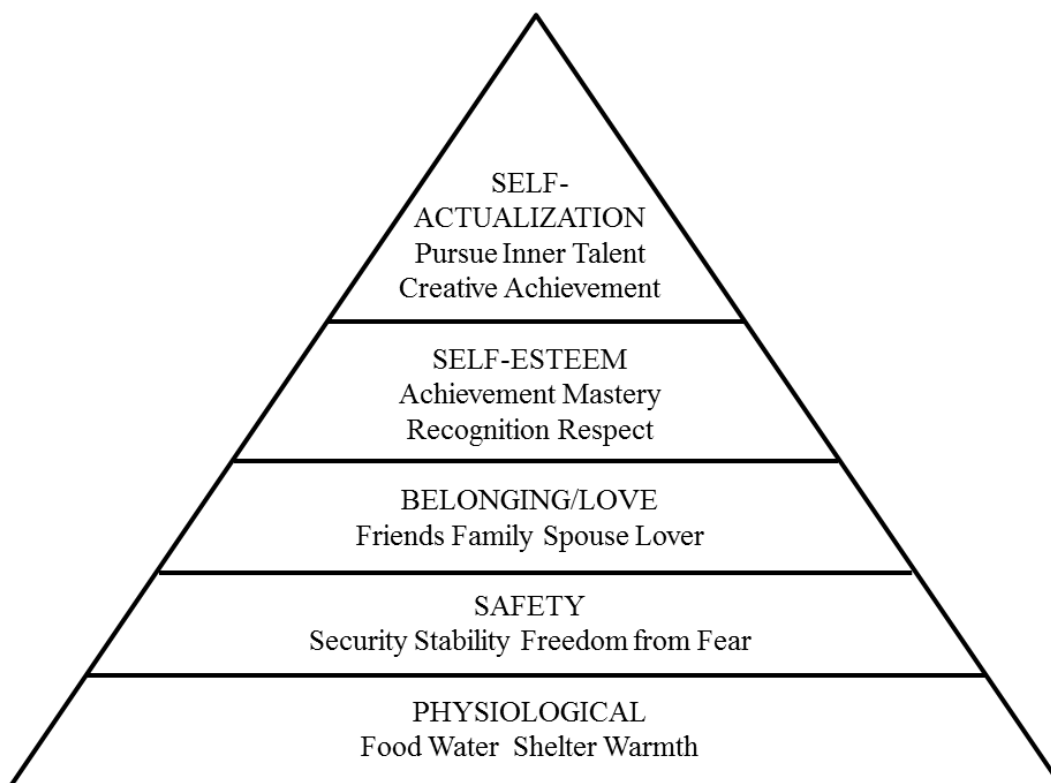 SELF-
ACTUALIZATION
Pursue Inner Talent
Creative Achievement
SELF-ESTEEM
Achievement Mastery
Recognition Respect
BELONGING/LOVE
Friends Family Spouse Lover
SAFETY
Security Stability Freedom from Fear
PHYSIOLOGICAL
Food Water Shelter Warmth